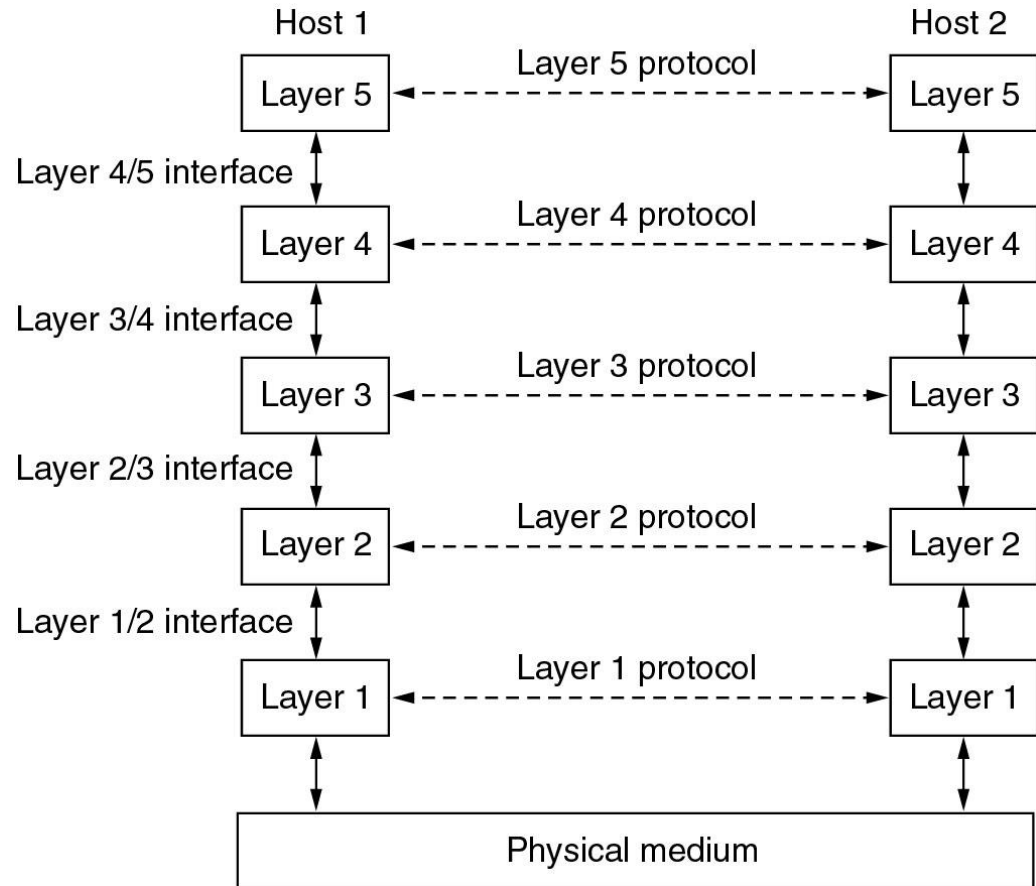 Host 1
Host 2
Layer 5
Layer 5 protocol
Layer 5
Layer 4/5 interface
Layer 4
Layer 4 protocol
Layer 4
Layer 3/4 interface
Layer 3
Layer 3 protocol
Layer 3
Layer 2/3 interface
Layer 2
Layer 2 protocol
Layer 2
Layer 1/2 interface
Layer 1
Layer 1 protocol
Layer 1
Physical medium